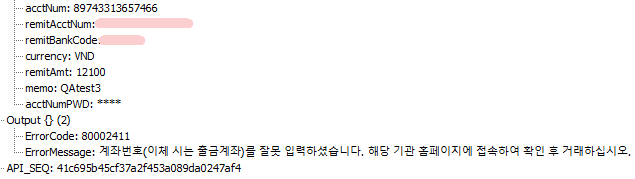 acctNum: 89743313657466
remitAcctNum:
remitBankCode:
currency: VND
remitAmt: 12100
memo: QAtest3
acctNumPWD: ****
Output {} (2)
ErrorCode: 80002411
ErrorMessage: 계좌번호(이체 시는 출금계좌)를 잘못 입력하셨습니다. 해당 기관 홈페이지에 접속하여 확인 후 거래하십시오.
API_SEQ: 41c695b45cf37a2f453a089da0247af4